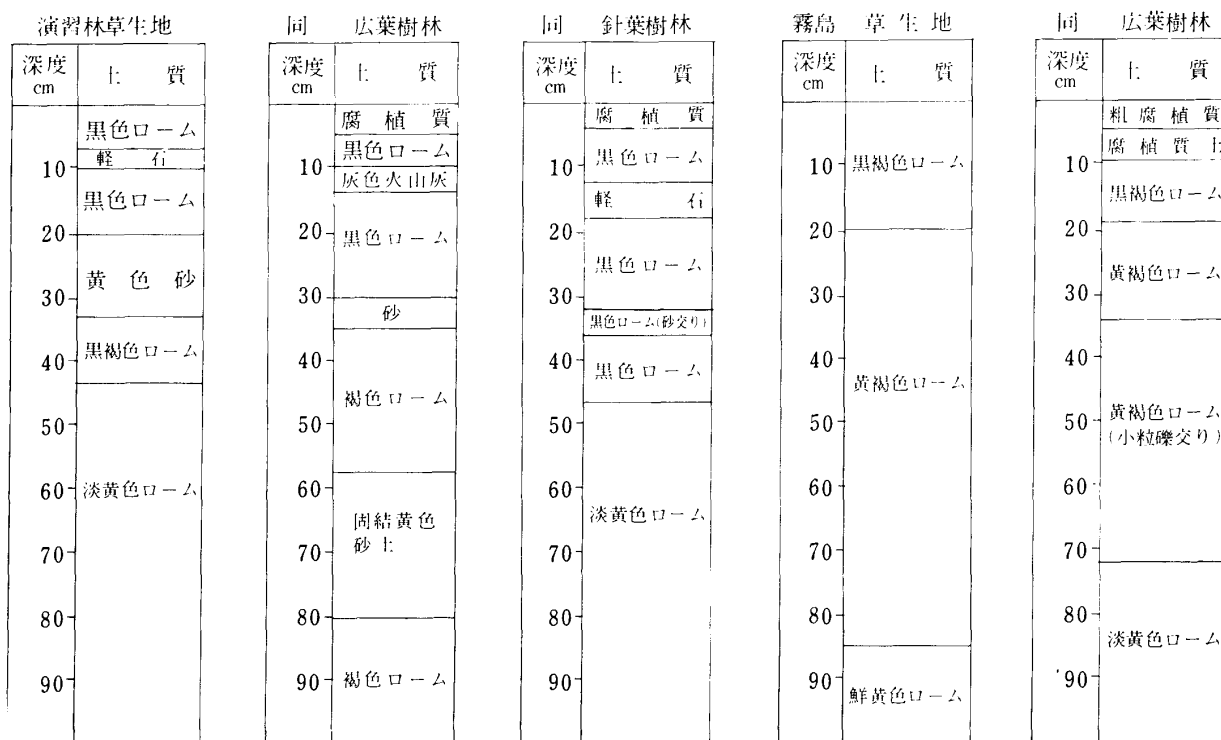 演習林草生地
深度
cm
土 質
黒色ローム
軽 石
黒色ローム
黄 色 砂
黒褐色ローム
淡黄色ローム
10
20
30
40
50
60
70
80
90
同 広葉樹林
深度
cm
土 質
腐 植 質
黒色ローム
灰色火山灰
黒色ローム
砂
褐色ローム
固結黄色
砂土
褐色ローム
10
20
30
40
50
60
70
80
90
同 針葉樹林
深度
cm
土 質
腐 植 質
黒色ローム
軽 石
黒色ローム
黒色ローム(砂交り)
黒色ローム
淡黄色ローム
10
20
30
40
50
60
70
80
90
霧島 草生地
深度
cm
土 質
黒褐色ローム
黄褐色ローム
鮮黄色ローム
10
20
30
40
50
60
70
80
90
同 広葉樹林
深度
cm
土 質
粗腐植質
腐植質土
黒褐色ローム
黄褐色ローム
黄褐色ローム
(小粒礫交り)
淡黄色ローム
10
20
30
40
50
60
70
80
90